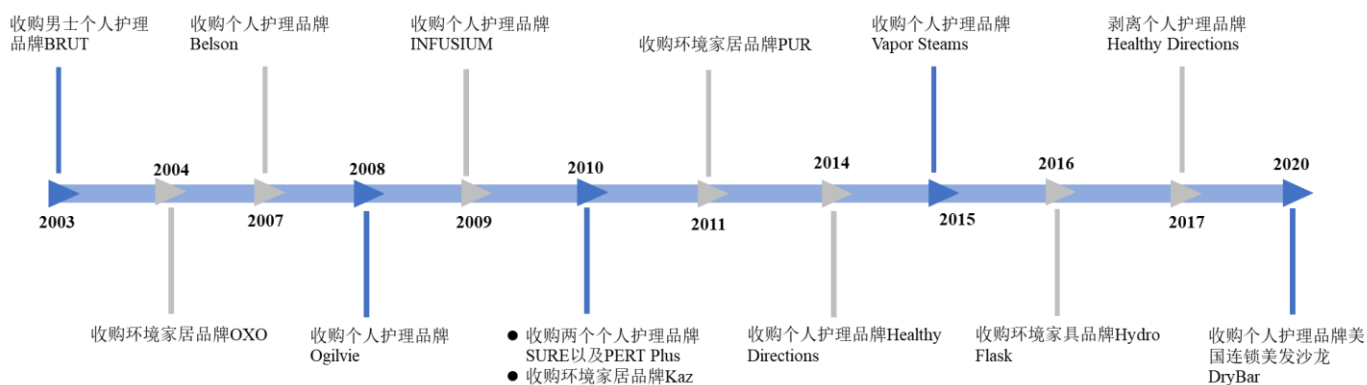 收购男士个人护理
品牌BRUT
收购个人护理品牌
Belson
收购个人护理品牌
INFUSIUM
收购环境家居品牌PUR
收购个人护理品牌
Vapor Steams
剥离个人护理品牌
Healthy Directions
2004
2008
2010
2014
2016
2020
2003
2007
2009
2011
2015
2017
收购环境家居品牌OXO
收购个人护理品牌
Ogilvie
● 收购两个个人护理品牌
SURE以及PERT Plus
● 收购环境家居品牌Kaz
收购个人护理品牌Healthy
Directions
收购环境家具品牌Hydro
Flask
收购个人护理品牌美
国连锁美发沙龙
DryBar